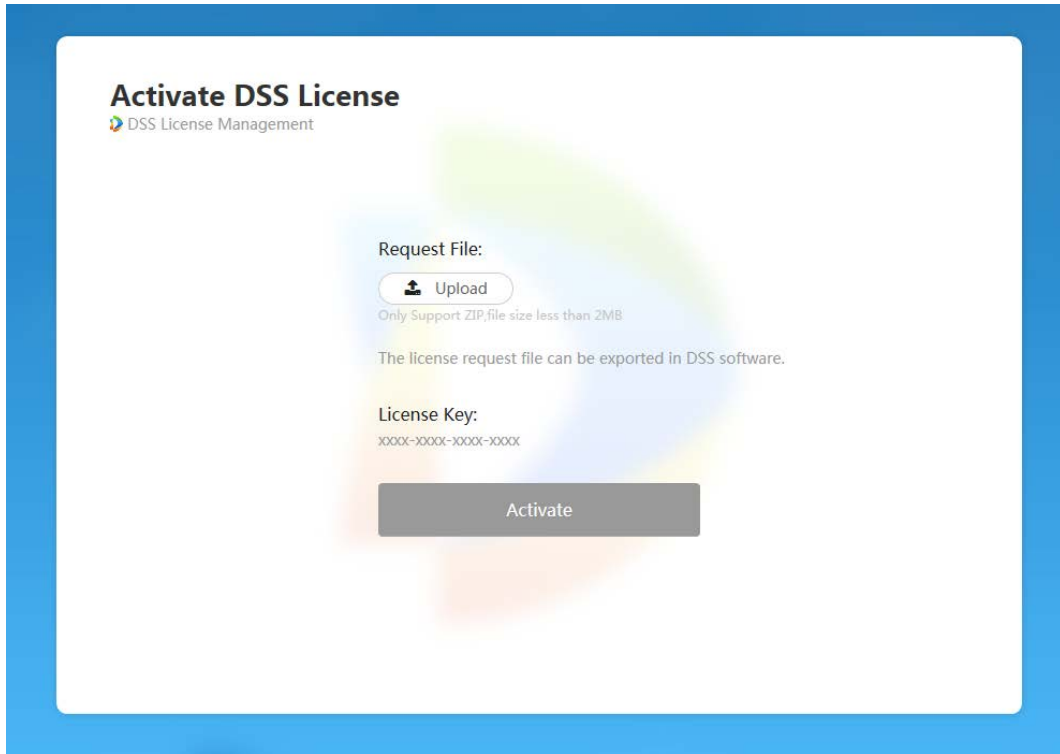 Activate DSS License
DSS License Management
Request File:
Upload
Only Support ZIP,file size less than 2MB
The license request file can be exported in DSS software.
License Key:
xxxx-xxxx-xxxx-xxxx
Activate